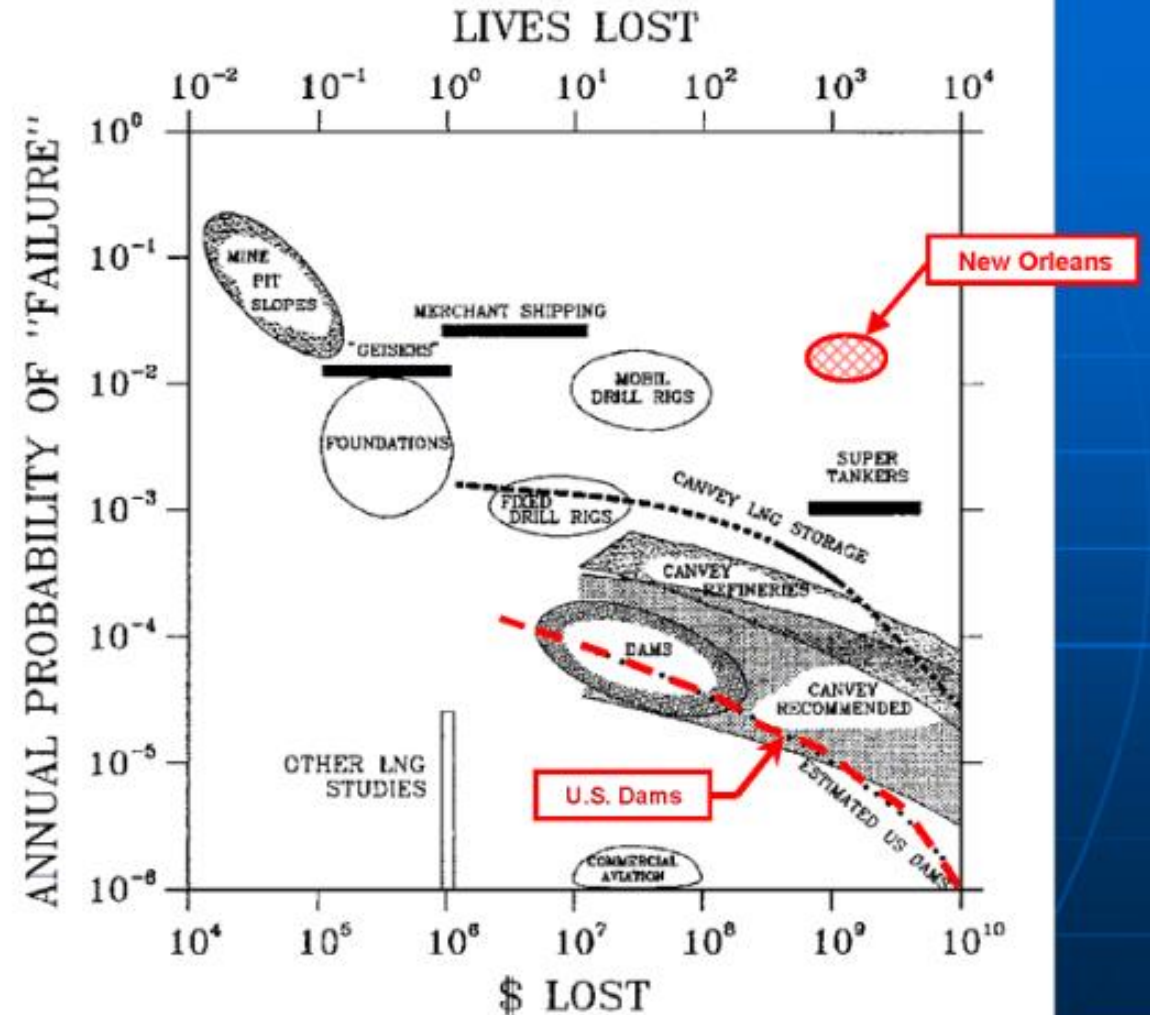 LIVES LOST
10⁻² 10⁻¹ 10⁰ 10¹ 10² 10³ 10⁴
ANNUAL PROBABILITY OF "FAILURE"
10⁰
10⁻¹
10⁻²
10⁻³
10⁻⁴
10⁻⁵
10⁻⁶
New Orleans
MINE
PIT
SLOPES
MERCHANT SHIPPING
"GEISERS"
MOBIL
DRILL RIGS
FOUNDATIONS
SUPER
TANKERS
FIXED
DRILL RIGS
CANVEY LNG STORAGE
CANVEY
REFINERIES
DAMS
CANVEY
RECOMMENDED
OTHER LNG
STUDIES
U.S. Dams
ESTIMATED US DAMS
COMMERCIAL
AVIATION
10⁴ 10⁵ 10⁶ 10⁷ 10⁸ 10⁹ 10¹⁰
$ LOST